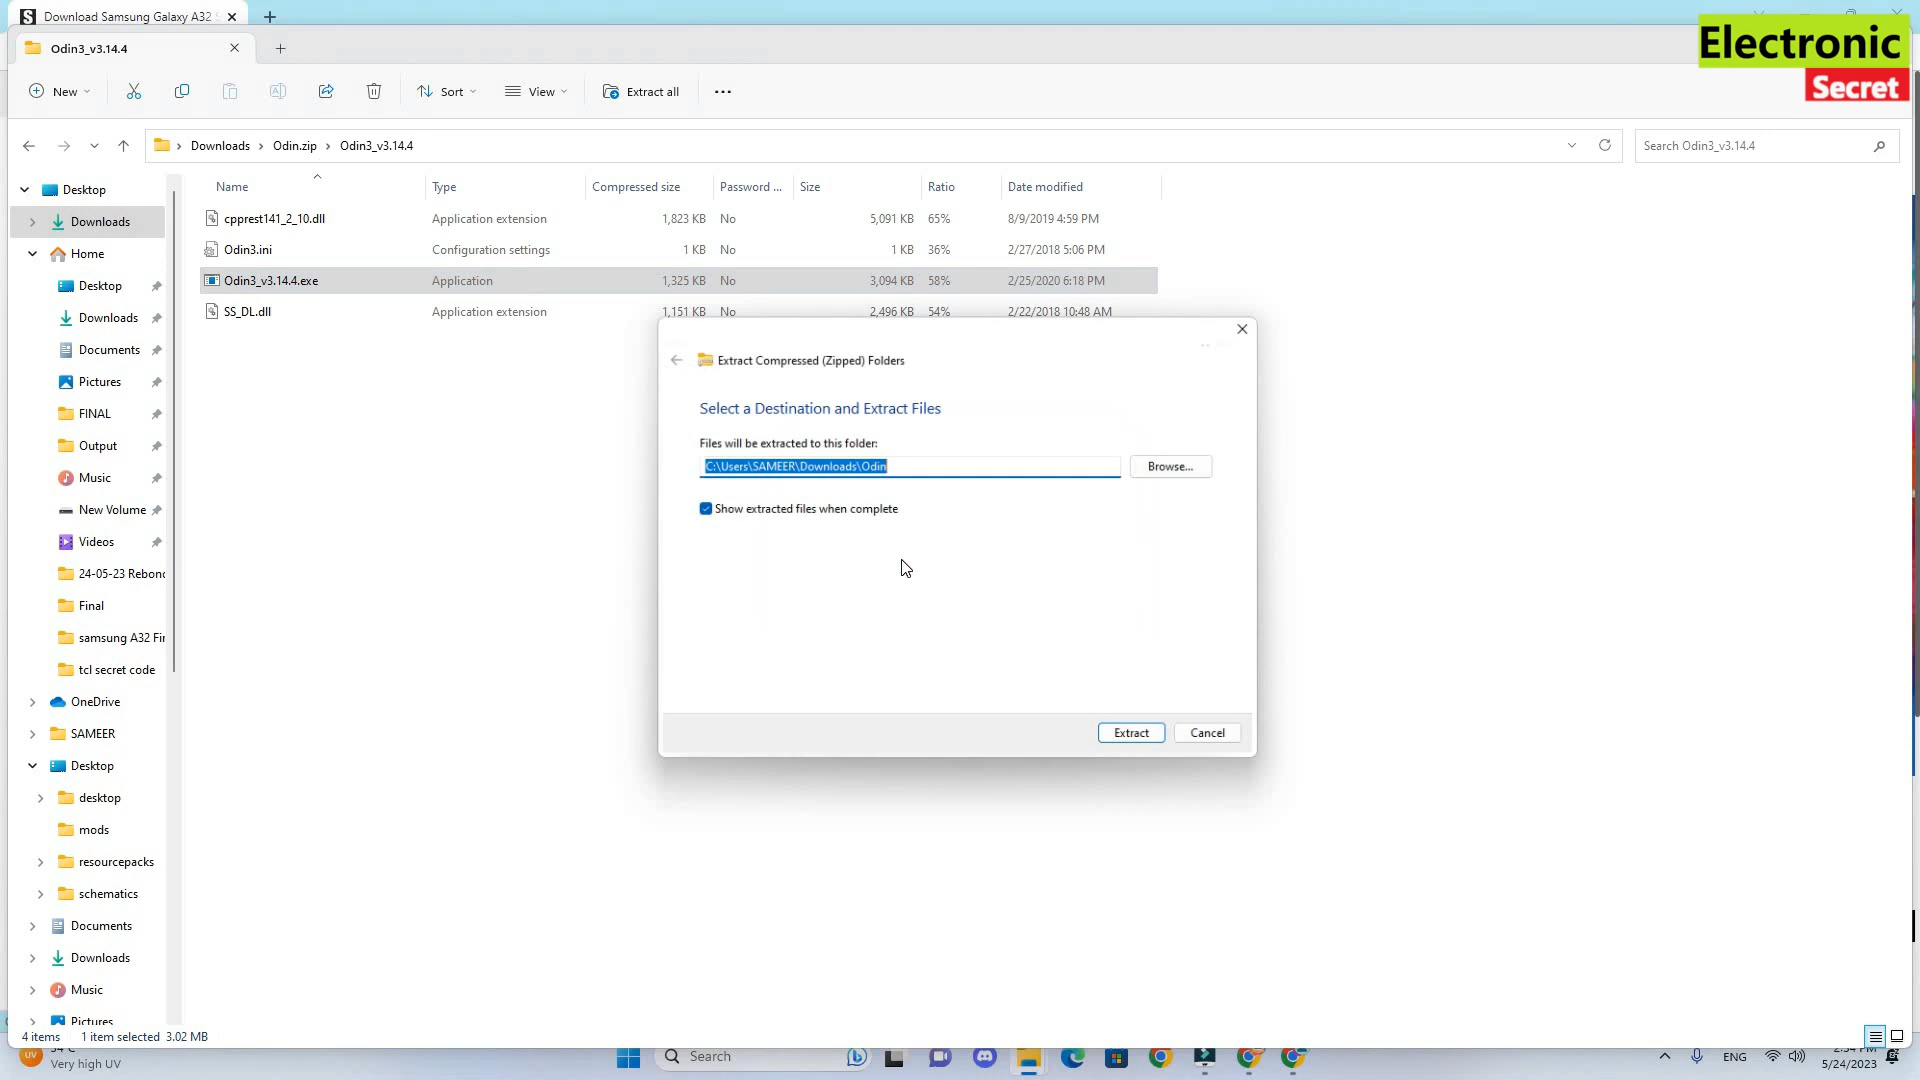 Download Samsung Galaxy A32
Electronic
Secret
Odin3_v3.14.4
New
Sort
View
Extract all
Downloads
Odin.zip
Odin3_v3.14.4
Search Odin3_v3.14.4
Name
Type
Compressed size
Password ...
Size
Ratio
Date modified
cpprest141_2_10.dll Application extension 1,823 KB No 5,091 KB 65% 8/9/2019 4:59 PM
Odin3.ini Configuration settings 1 KB No 1 KB 36% 2/27/2018 5:06 PM
Odin3_v3.14.4.exe Application 1,325 KB No 3,094 KB 58% 2/25/2020 6:18 PM
SS_DL.dll Application extension 1,151 KB No 2,496 KB 54% 2/22/2018 10:48 AM
Desktop
Downloads
Home
Desktop
Downloads
Documents
Pictures
FINAL
Output
Music
New Volume
Videos
24-05-23 Rebond
Final
samsung A32 Fir
tcl secret code
OneDrive
SAMEER
Desktop
desktop
mods
resourcepacks
schematics
Documents
Downloads
Music
Pictures
Extract Compressed (Zipped) Folders
Select a Destination and Extract Files
Files will be extracted to this folder:
C:\Users\SAMEER\Downloads\Odin
Browse...
Show extracted files when complete
Extract
Cancel
4 items 1 item selected 3.02 MB
UV
Very high UV
Search
ENG
5/24/2023